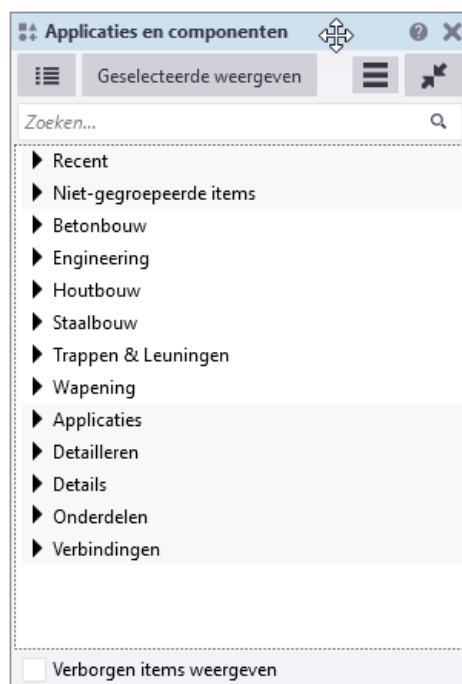 Applicaties en componenten
Geselecteerde weergeven
Zoeken...
Recent
Niet-gegroepeerde items
Betonbouw
Engineering
Houtbouw
Staalbouw
Trappen & Leuningen
Wapening
Applicaties
Detailleren
Details
Onderdelen
Verbindingen
Verborgen items weergeven